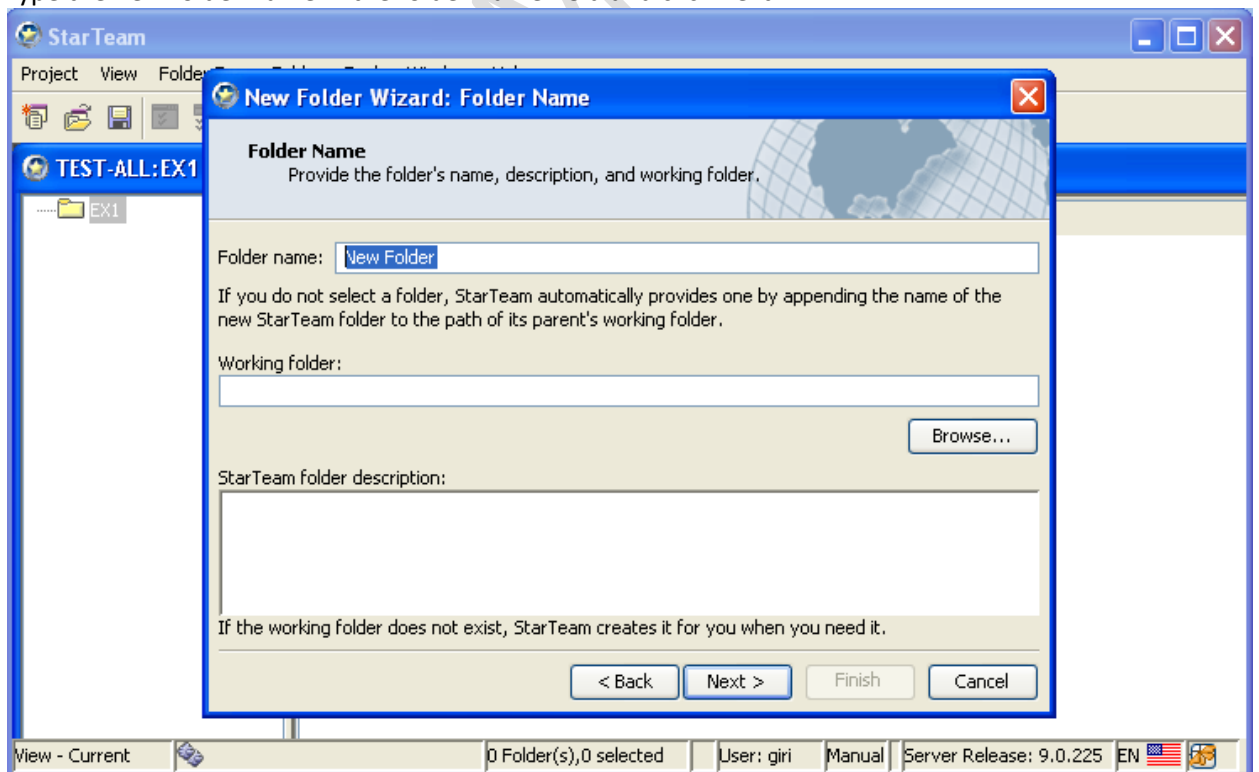 StarTeam
Project View Folder
New Folder Wizard: Folder Name
Folder Name
Provide the folder's name, description, and working folder.
TEST-ALL:EX1
EX1
Folder name: New Folder
If you do not select a folder, StarTeam automatically provides one by appending the name of the
new StarTeam folder to the path of its parent's working folder.
Working folder:
Browse...
StarTeam folder description:
If the working folder does not exist, StarTeam creates it for you when you need it.
< Back Next > Finish Cancel
View - Current 0 Folder(s),0 selected User: giri Manual Server Release: 9.0.225 EN